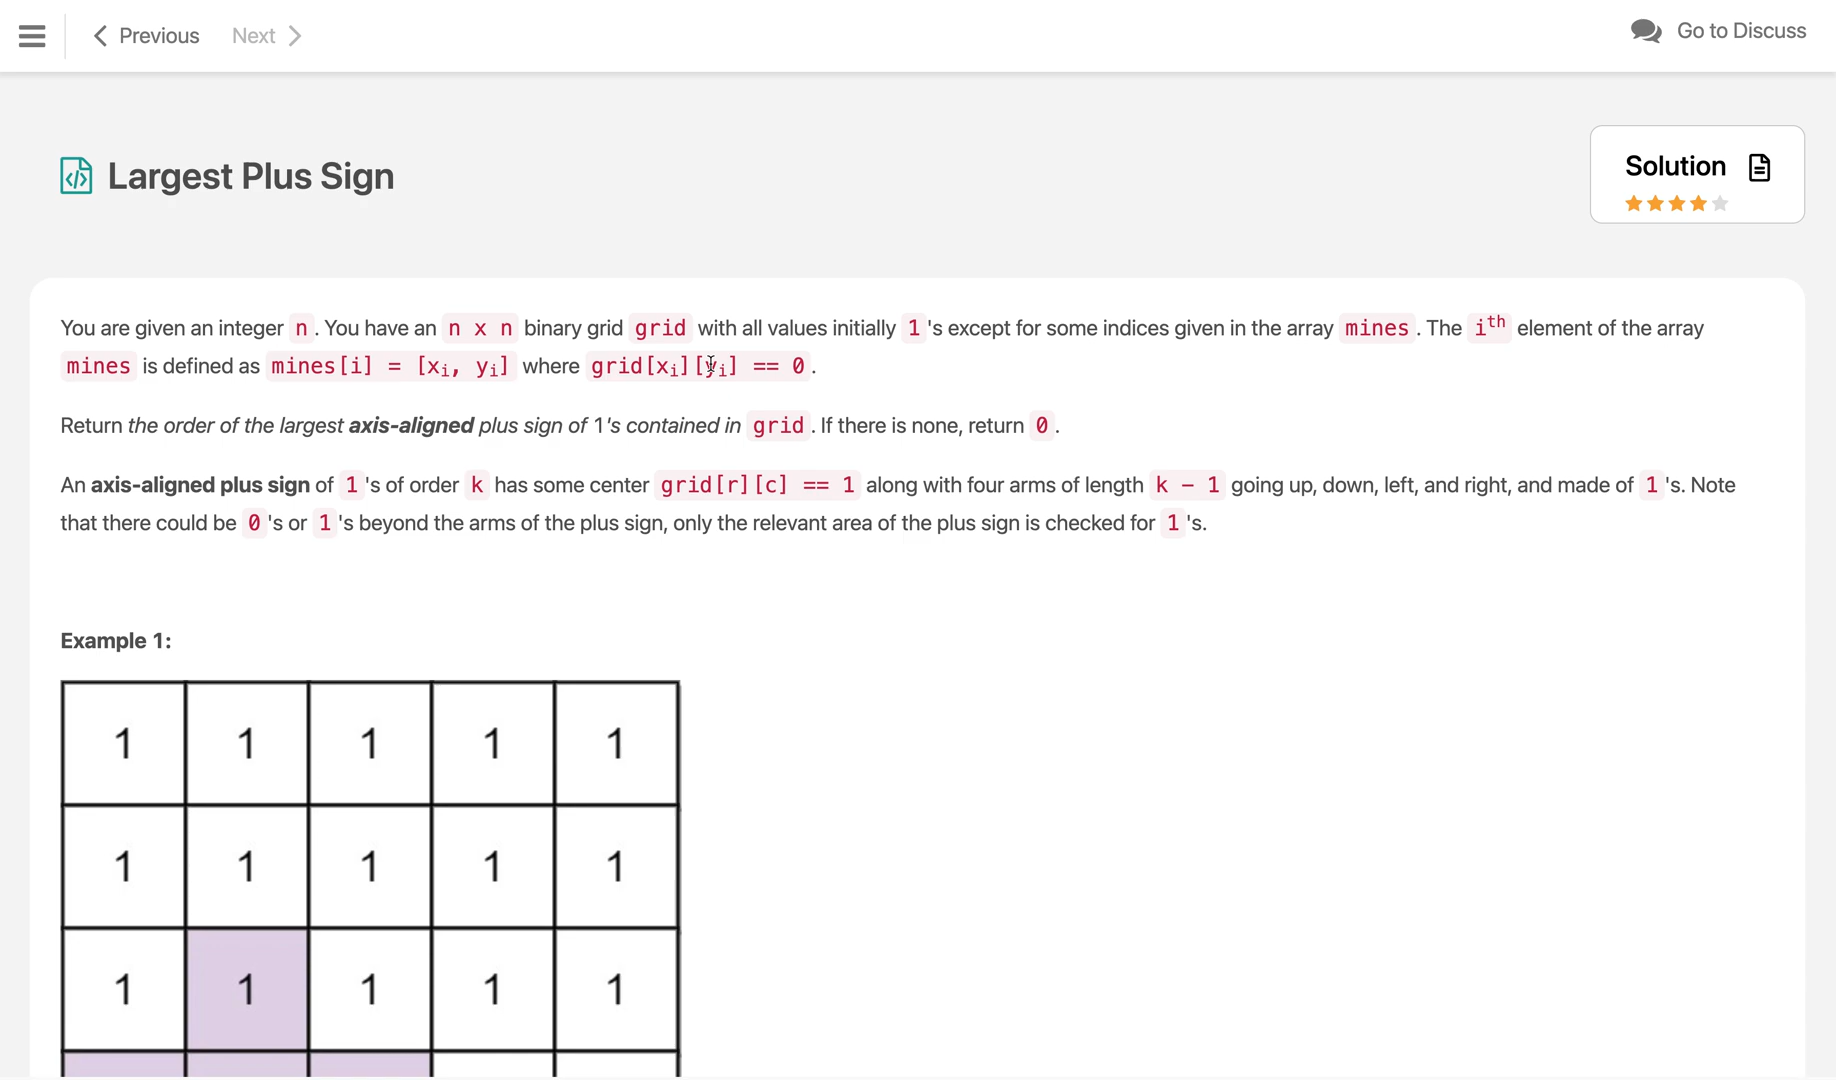 Previous Next Go to Discuss
Largest Plus Sign
Solution
You are given an integer n. You have an n x n binary grid grid with all values initially 1's except for some indices given in the array mines. The iᵗʰ element of the array
mines is defined as mines[i] = [xᵢ, yᵢ] where grid[xᵢ][yᵢ] == 0.
Return the order of the largest axis-aligned plus sign of 1's contained in grid. If there is none, return 0.
An axis-aligned plus sign of 1's of order k has some center grid[r][c] == 1 along with four arms of length k - 1 going up, down, left, and right, and made of 1's. Note
that there could be 0's or 1's beyond the arms of the plus sign, only the relevant area of the plus sign is checked for 1's.
Example 1:
1 1 1 1 1
1 1 1 1 1
1 1 1 1 1